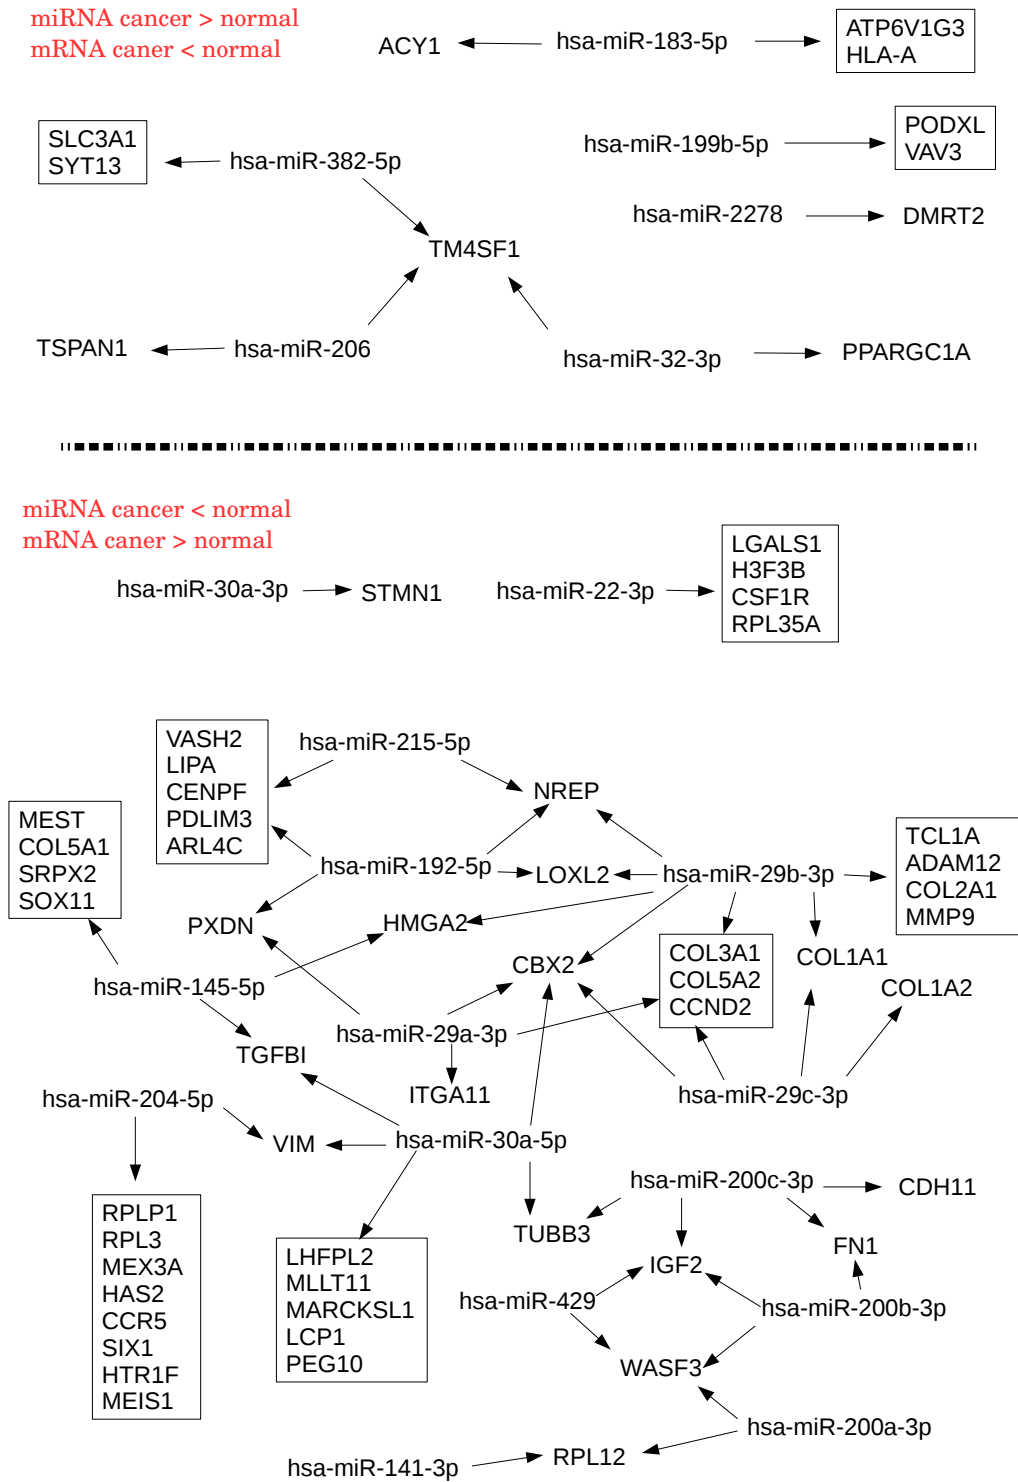 miRNA cancer > normal
mRNA caner < normal
ACY1
hsa-miR-183-5p
ATP6V1G3
HLA-A
SLC3A1
SYT13
hsa-miR-382-5p
hsa-miR-199b-5p
PODXL
VAV3
hsa-miR-2278
DMRT2
TM4SF1
TSPAN1
hsa-miR-206
hsa-miR-32-3p
PPARGC1A
miRNA cancer < normal
mRNA caner > normal
hsa-miR-30a-3p
STMN1
hsa-miR-22-3p
LGALS1
H3F3B
CSF1R
RPL35A
VASH2
LIPA
CENPF
PDLIM3
ARL4C
hsa-miR-215-5p
NREP
MEST
COL5A1
SRPX2
SOX11
hsa-miR-192-5p
LOXL2
hsa-miR-29b-3p
TCL1A
ADAM12
COL2A1
MMP9
PXDN
HMGA2
CBX2
COL3A1
COL5A2
CCND2
COL1A1
COL1A2
hsa-miR-145-5p
hsa-miR-29a-3p
TGFBI
ITGA11
hsa-miR-29c-3p
hsa-miR-204-5p
VIM
hsa-miR-30a-5p
hsa-miR-200c-3p
CDH11
RPLP1
RPL3
MEX3A
HAS2
CCR5
SIX1
HTR1F
MEIS1
LHFPL2
MLLT11
MARCKSL1
LCP1
PEG10
TUBB3
IGF2
FN1
hsa-miR-429
hsa-miR-200b-3p
WASF3
hsa-miR-200a-3p
RPL12
hsa-miR-141-3p